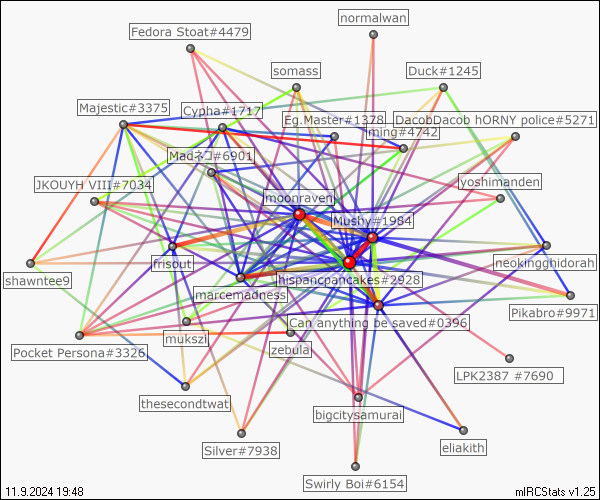 normalwan
Fedora Stoat#4479
somass
Duck#1245
Majestic#3375
Cypha#1717
Eg.Master#1378
DacobDacob hORNY police#5271
ming#4742
Madネコ#6901
JKOUYH VIII#7034
yoshimanden
moonraven
Mushy#1984
shawntee9
frisout
neokingghidorah
hispancpancakes#2928
marcemadness
Pikabro#9971
Can anything be saved#0396
mukszi
zebula
Pocket Persona#3326
LPK2387 #7690
thesecondtwat
bigcitysamurai
Silver#7938
eliakith
Swirly Boi#6154
11.9.2024 19:48
mIRCStats v1.25